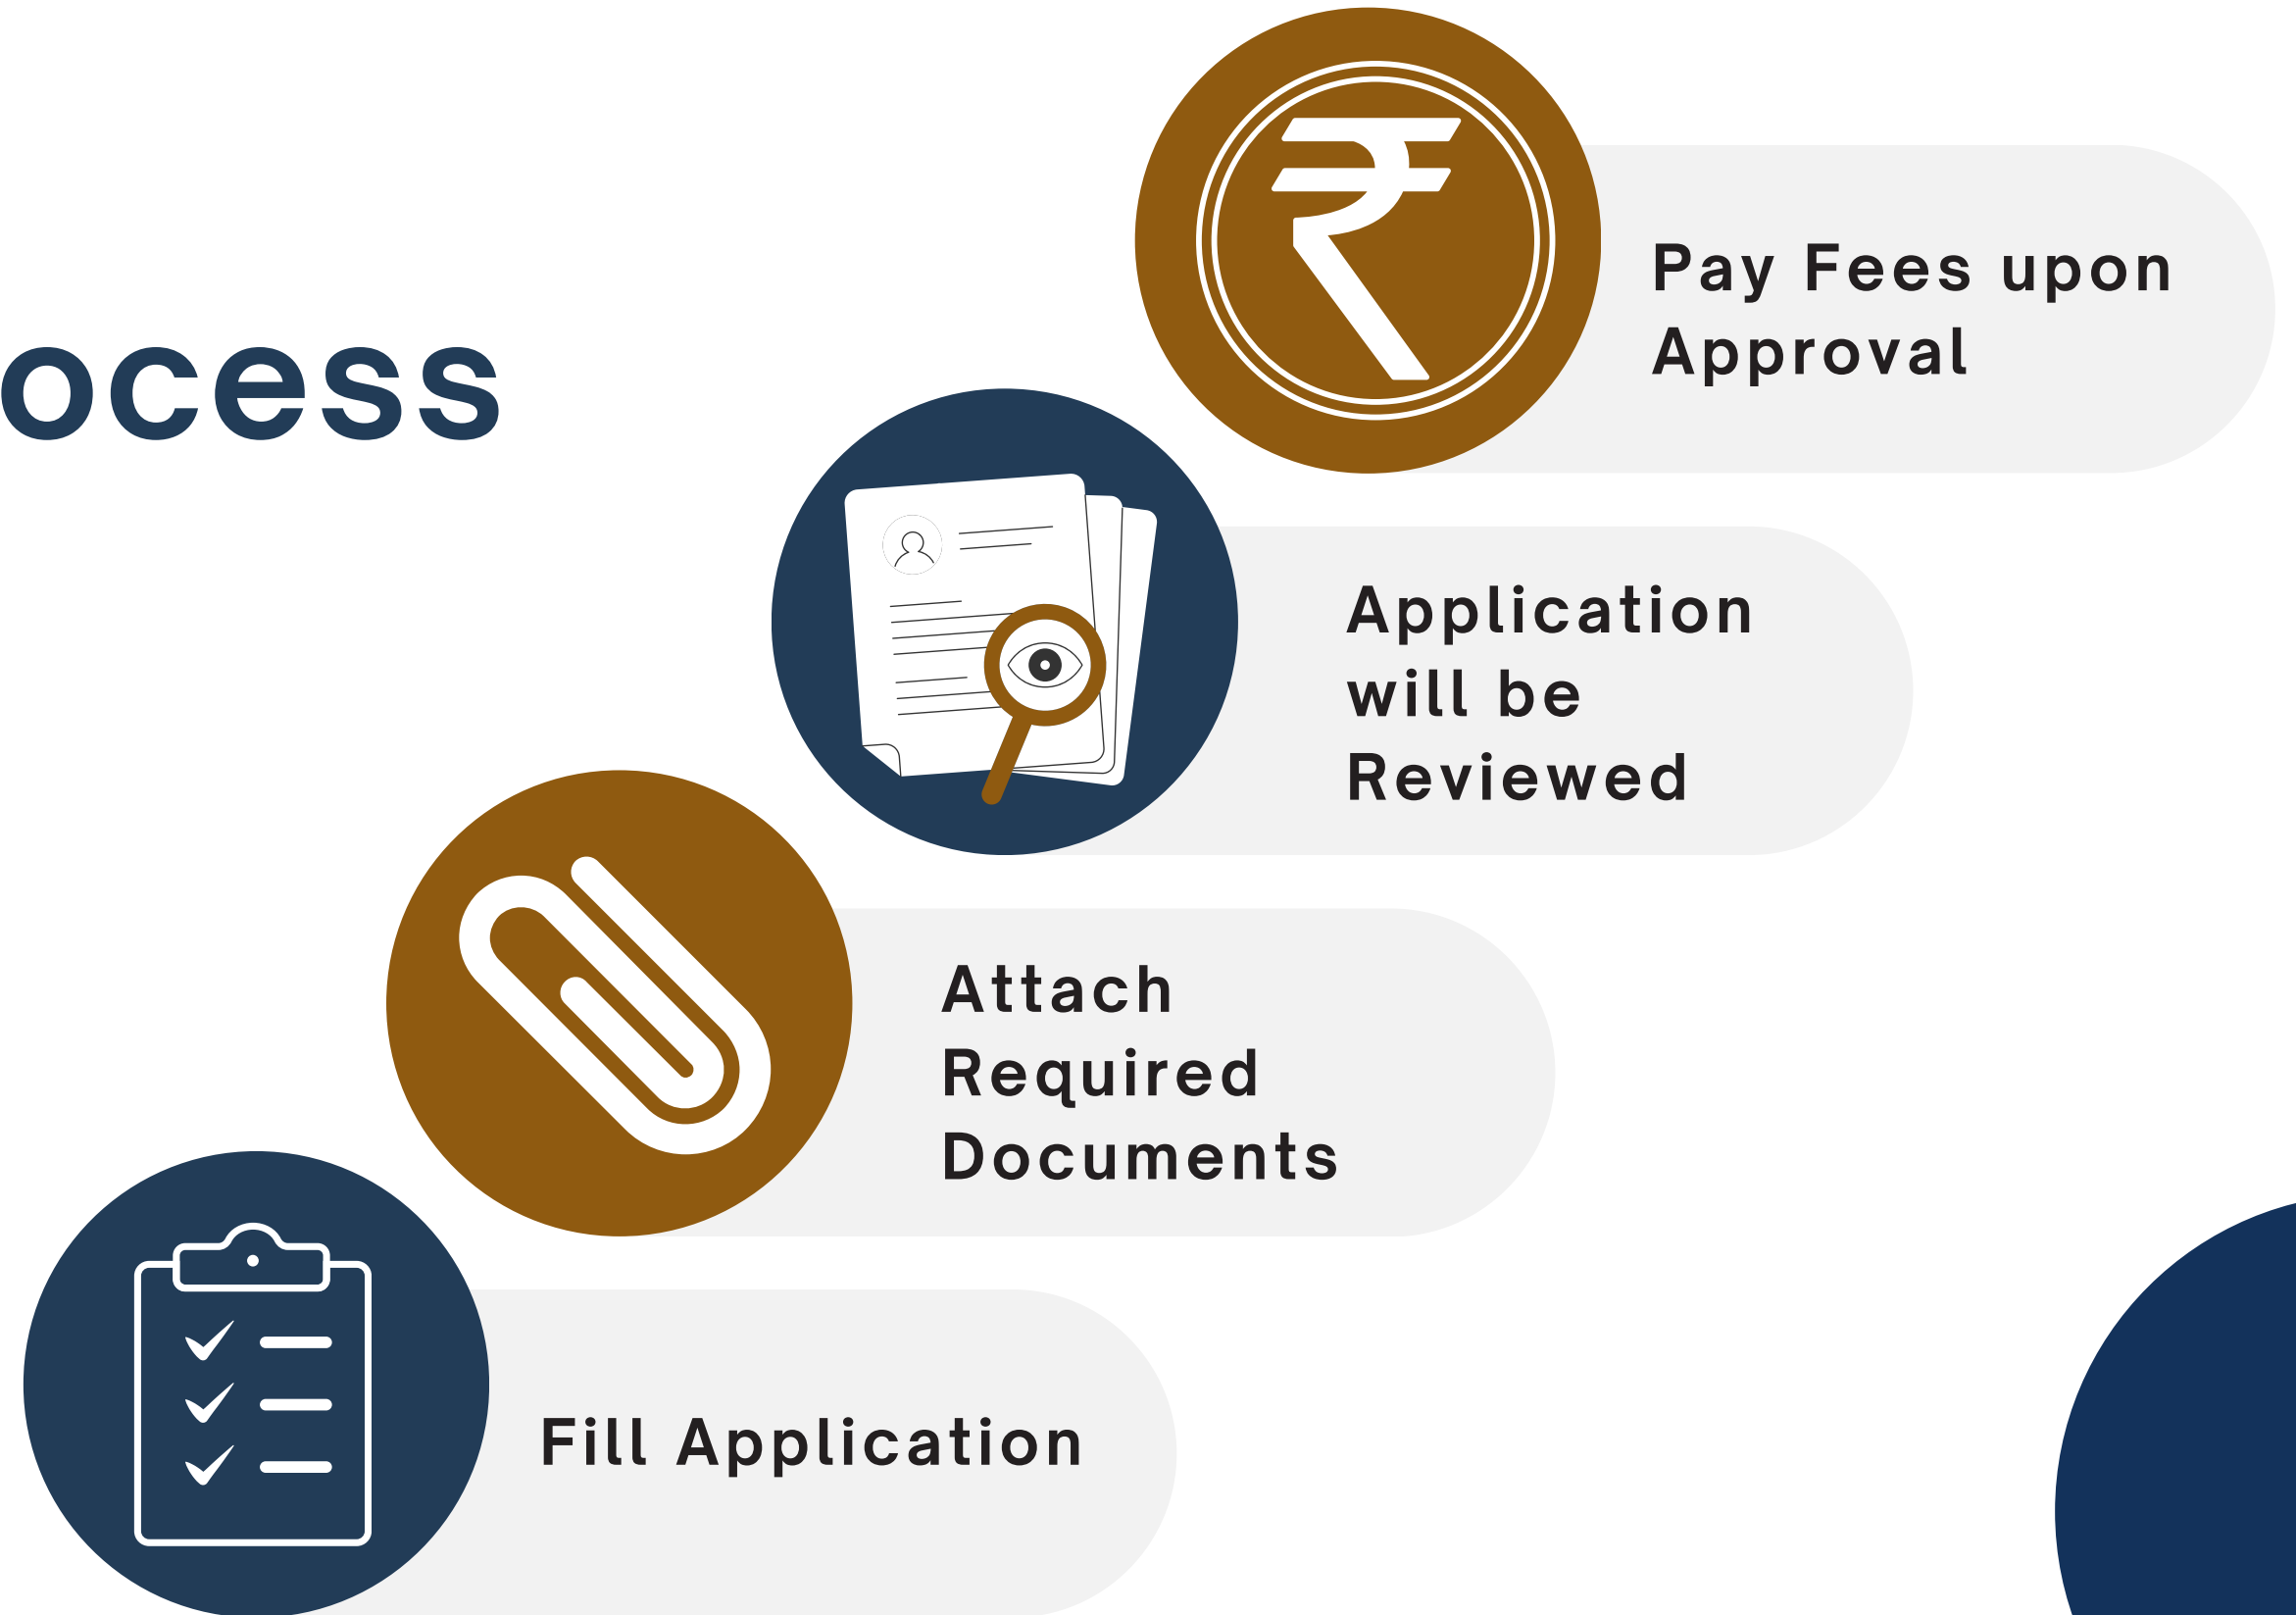 ocess
Pay Fees upon
Approval
Application
will be
Reviewed
Attach
Required
Documents
Fill Application